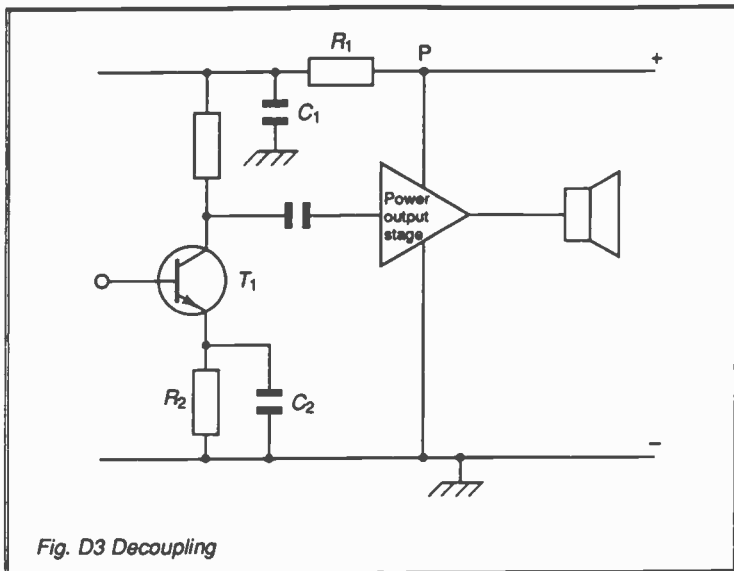 R₁
P
+
C₁
Power
output
stage
T₁
R₂
C₂
−
Fig. D3 Decoupling